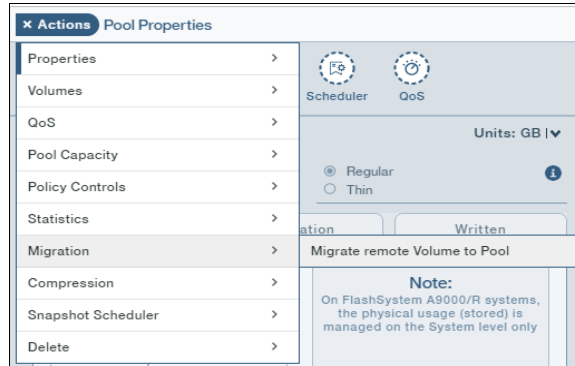 × Actions Pool Properties
Properties >
Volumes >
QoS >
Pool Capacity >
Policy Controls >
Statistics >
Migration >
Compression >
Snapshot Scheduler >
Delete >
Scheduler QoS
Units: GB
Regular
Thin
ation Written
Migrate remote Volume to Pool
Note:
On FlashSystem A9000/R systems,
the physical usage (stored) is
managed on the System level only